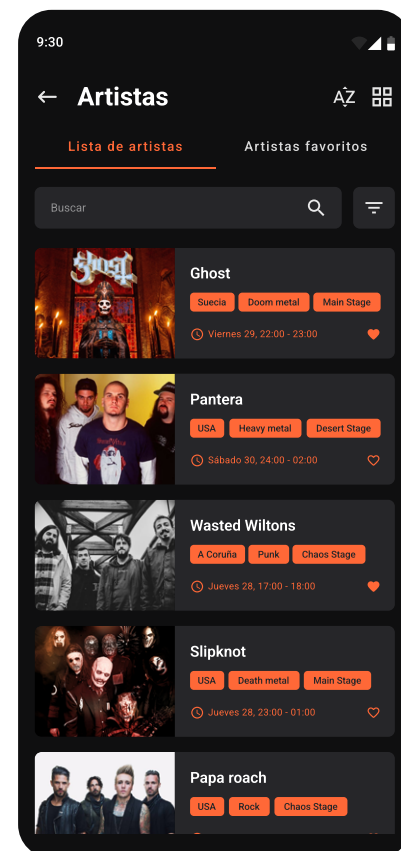 9:30
Artistas
AZ
Lista de artistas
Artistas favoritos
Buscar
Ghost
Ghost
Suecia Doom metal Main Stage
Viernes 29, 22:00 - 23:00
Pantera
USA Heavy metal Desert Stage
Sábado 30, 24:00 - 02:00
Wasted Wiltons
A Coruña Punk Chaos Stage
Jueves 28, 17:00 - 18:00
Slipknot
USA Death metal Main Stage
Jueves 28, 23:00 - 01:00
Papa roach
USA Rock Chaos Stage